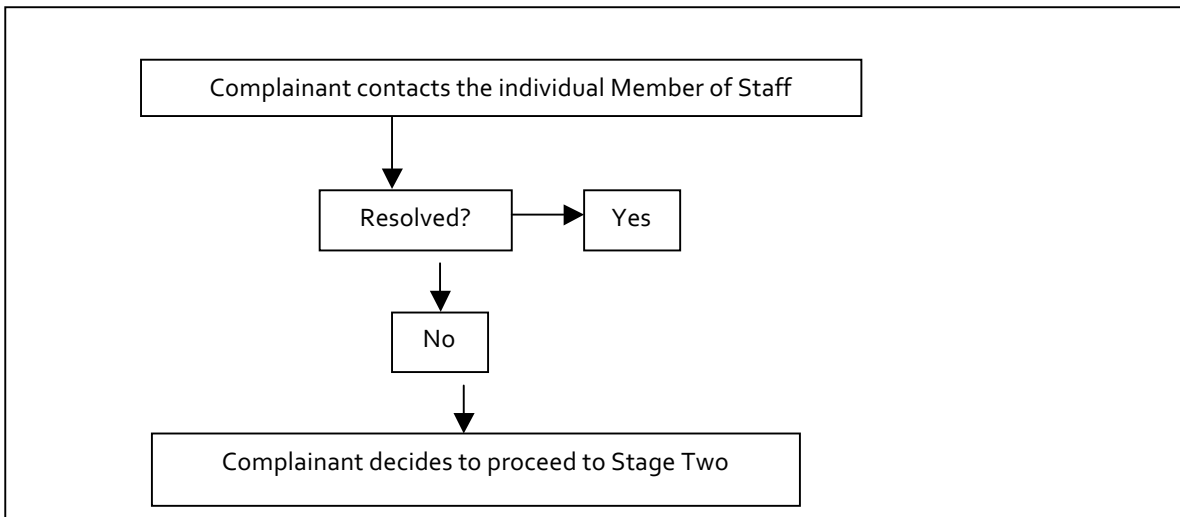 Complainant contacts the individual Member of Staff
Resolved?
Yes
No
Complainant decides to proceed to Stage Two